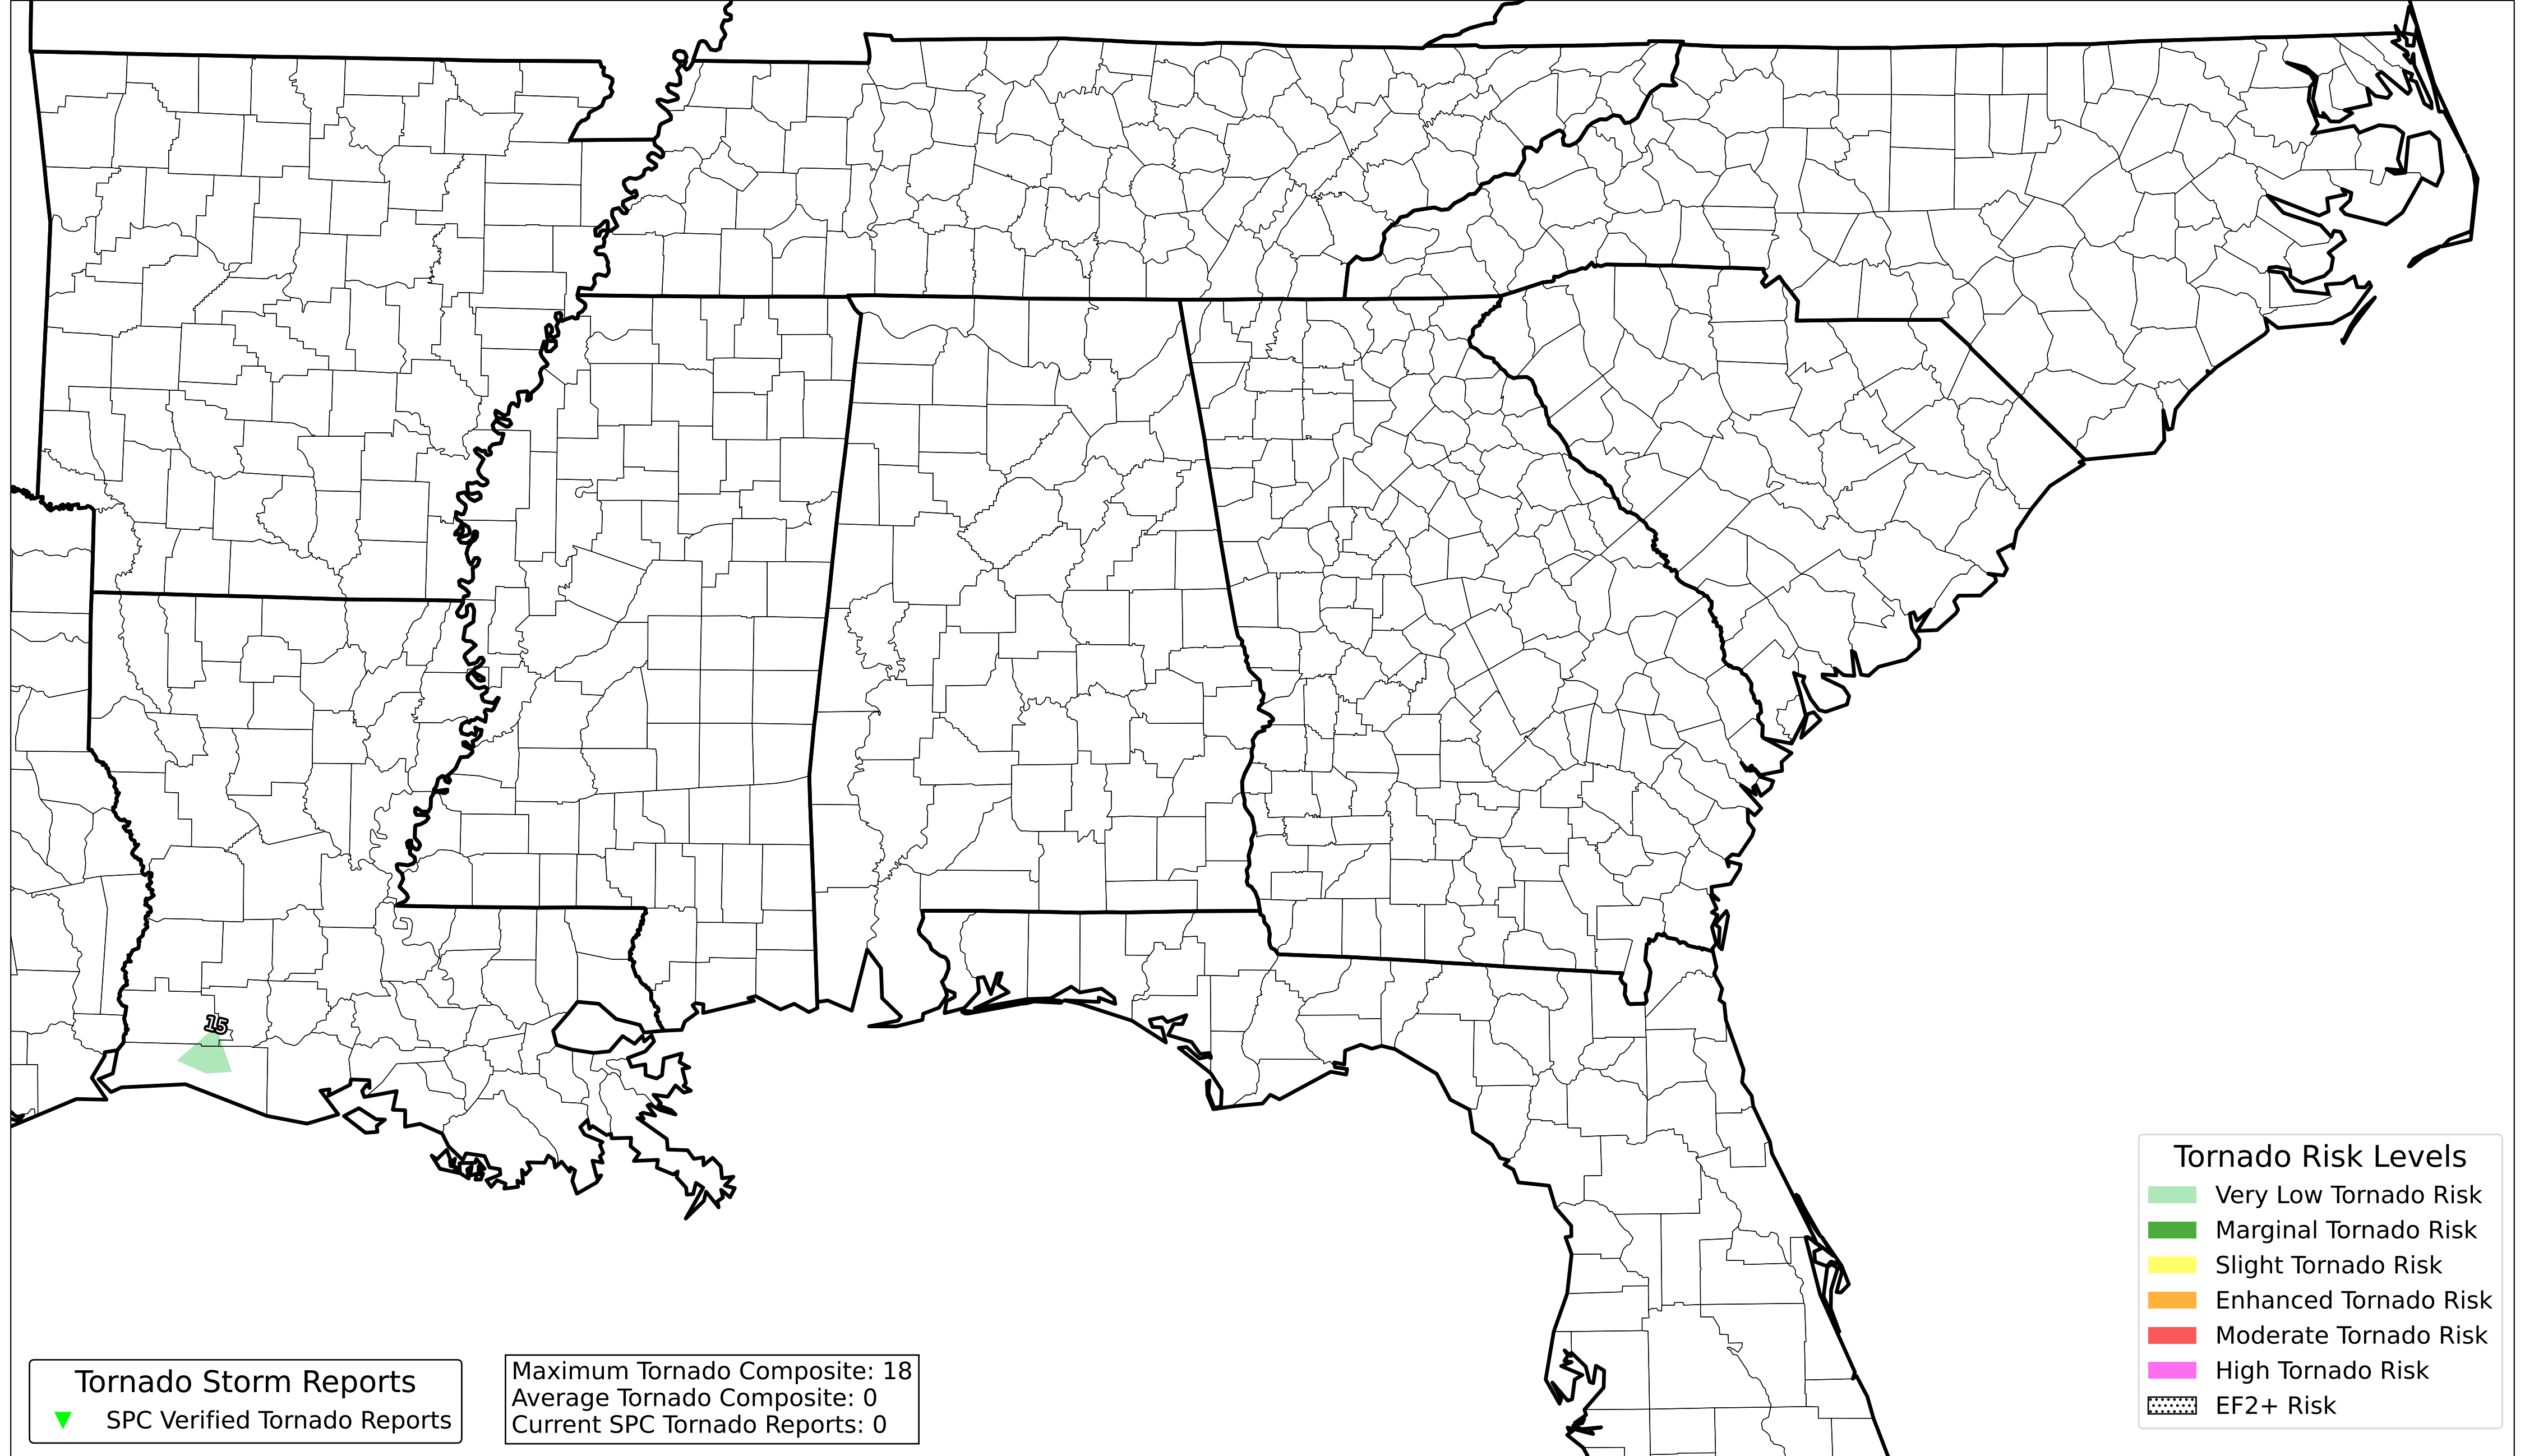 15
Tornado Storm Reports
SPC Verified Tornado Reports
Maximum Tornado Composite: 18
Average Tornado Composite: 0
Current SPC Tornado Reports: 0
Tornado Risk Levels
Very Low Tornado Risk
Marginal Tornado Risk
Slight Tornado Risk
Enhanced Tornado Risk
Moderate Tornado Risk
High Tornado Risk
EF2+ Risk